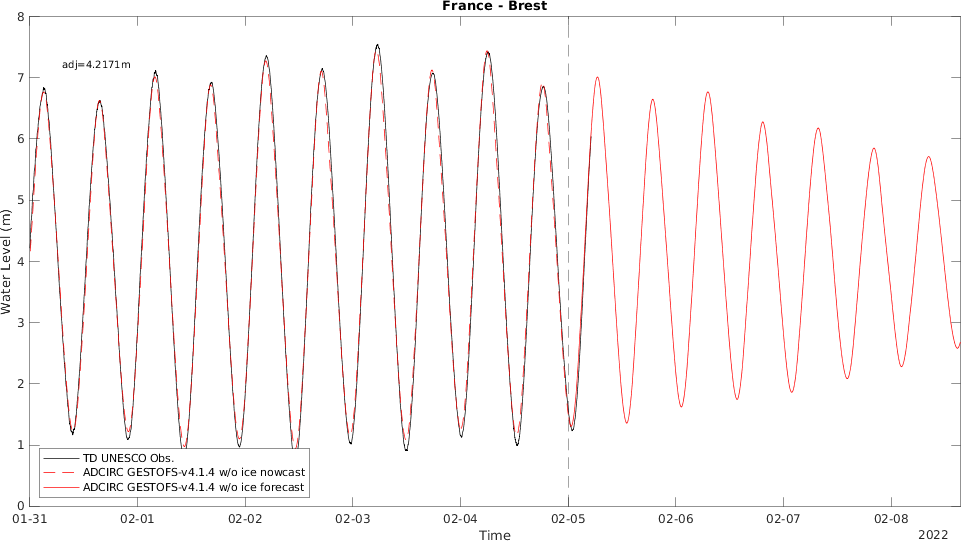 France - Brest
8
adj=4.2171m
7
6
5
4
3
2
1
0
Water Level (m)
TD UNESCO Obs.
ADCIRC GESTOFS-v4.1.4 w/o ice nowcast
ADCIRC GESTOFS-v4.1.4 w/o ice forecast
01-31 02-01 02-02 02-03 02-04 02-05 02-06 02-07 02-08
Time
2022